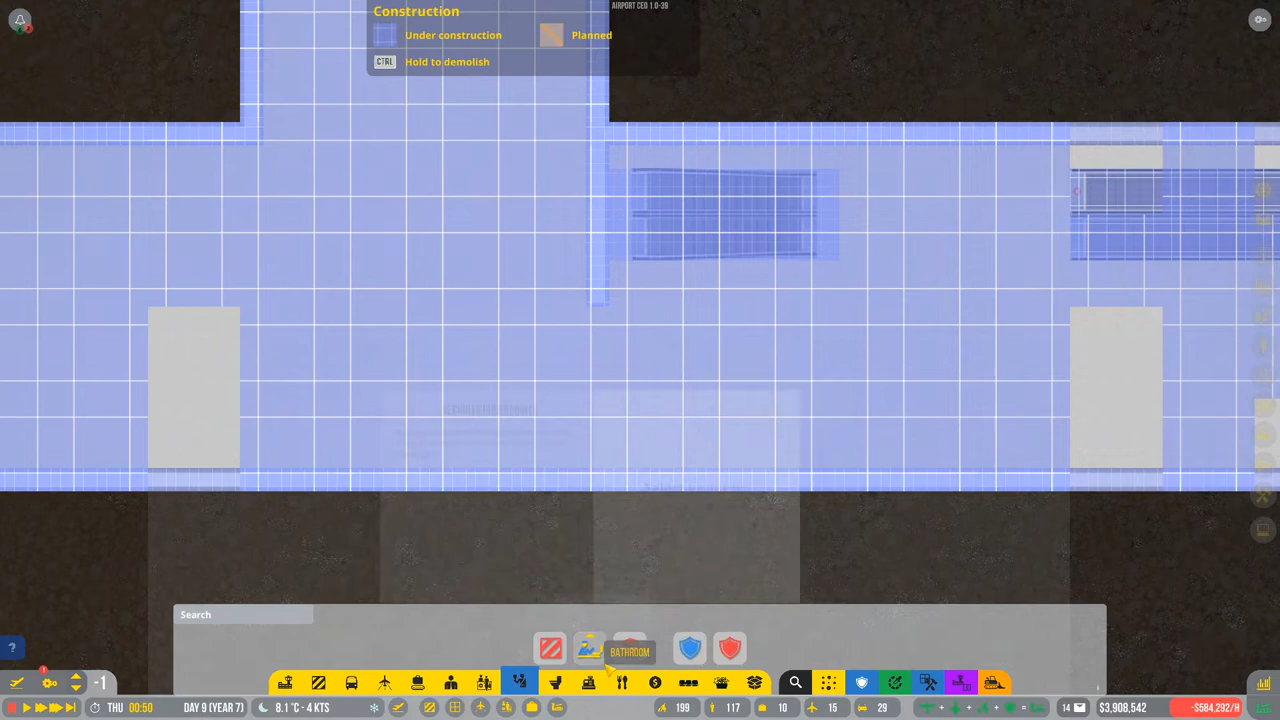 AIRPORT CEO 1.0-39
Construction
Under construction
Planned
CTRL Hold to demolish
Search
BATHROOM
?
-1
THU 00:50
DAY 9 (YEAR 7)
8.1 °C - 4 KTS
199
117
10
15
29
14
$3,908,542
-$584,292/H